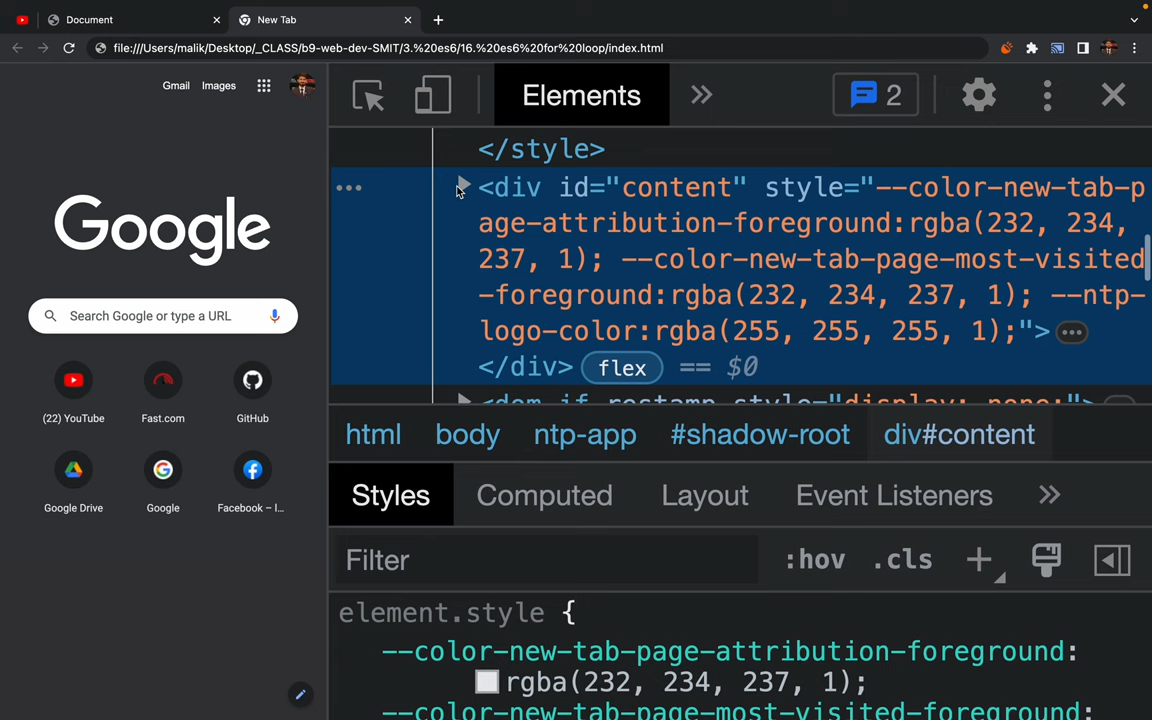 Document
New Tab
file:///Users/malik/Desktop/_CLASS/b9-web-dev-SMIT/3.%20es6/16.%20es6%20for%20loop/index.html
Gmail Images
Google
Search Google or type a URL
(22) YouTube Fast.com GitHub
Google Drive Google Facebook – l...
Elements
2
</style>
<div id="content" style="--color-new-tab-p
age-attribution-foreground:rgba(232, 234,
237, 1); --color-new-tab-page-most-visited
-foreground:rgba(232, 234, 237, 1); --ntp-
logo-color:rgba(255, 255, 255, 1);">
</div> flex == $0
<dom-if restamp style="display: none;">
html body ntp-app #shadow-root div#content
Styles Computed Layout Event Listeners
Filter :hov .cls
element.style {
--color-new-tab-page-attribution-foreground:
rgba(232, 234, 237, 1);
--color-new-tab-page-most-visited-foreground: